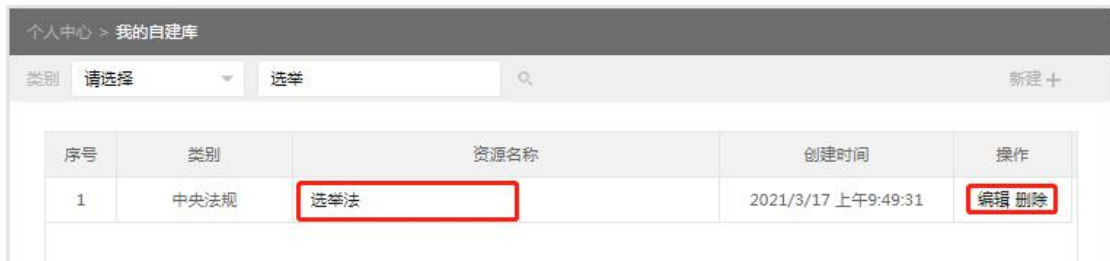 个人中心 > 我的自建库
类别 请选择 选举 新建
序号 类别 资源名称 创建时间 操作
1 中央法规 选举法 2021/3/17 上午9:49:31 编辑 删除